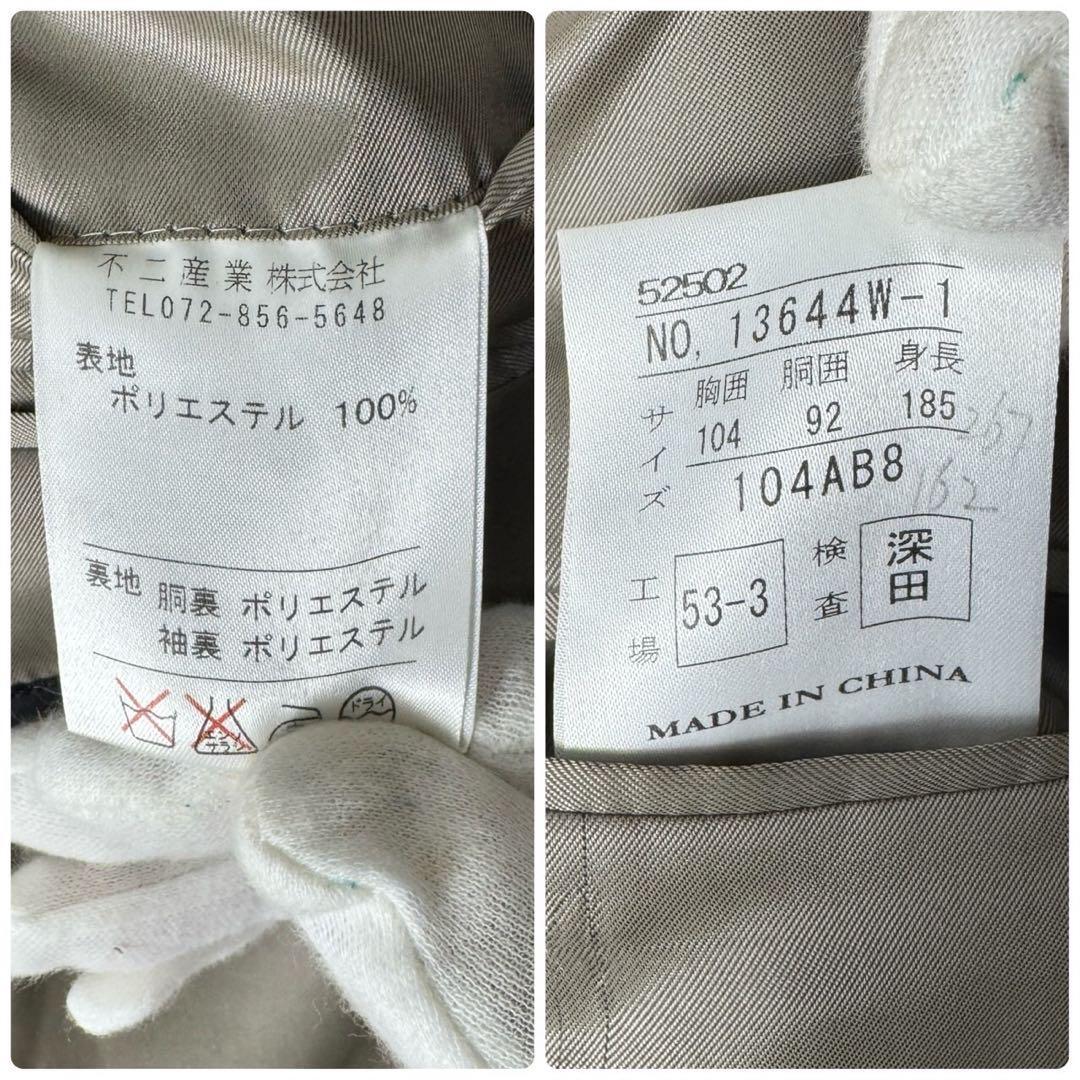 不二産業株式会社
TEL072-856-5648
表地
ポリエステル 100%
裏地 胴裏 ポリエステル
袖裏 ポリエステル
ドライ
52502
NO. 13644W-1
サイズ
胸囲 胴囲 身長
104 92 185
104AB8
162
工場 53-3 検査 深田
MADE IN CHINA